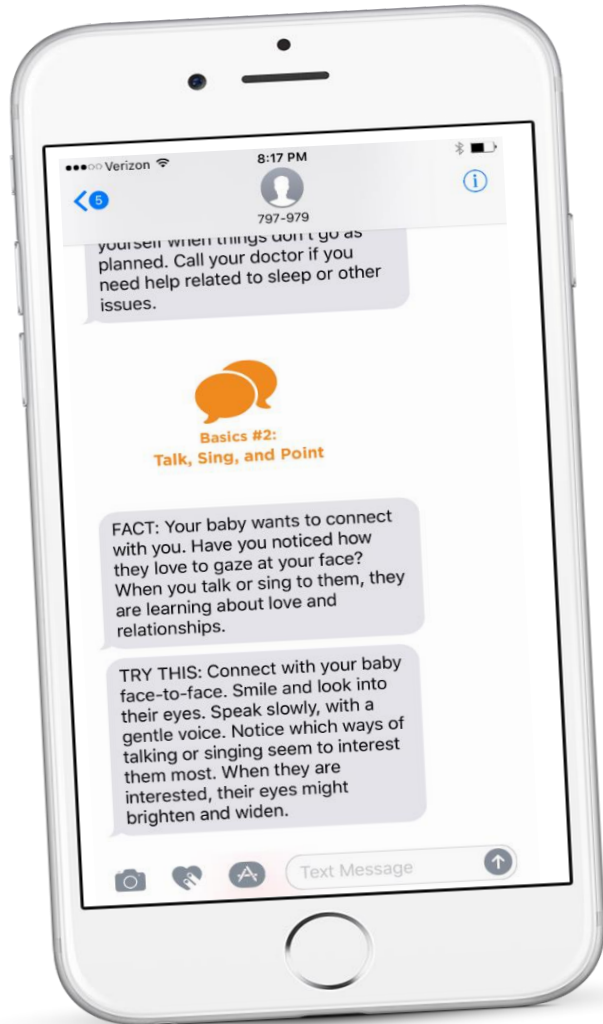 Verizon
8:17 PM
5
797-979
yourself when things don't go as
planned. Call your doctor if you
need help related to sleep or other
issues.
Basics #2:
Talk, Sing, and Point
FACT: Your baby wants to connect
with you. Have you noticed how
they love to gaze at your face?
When you talk or sing to them, they
are learning about love and
relationships.
TRY THIS: Connect with your baby
face-to-face. Smile and look into
their eyes. Speak slowly, with a
gentle voice. Notice which ways of
talking or singing seem to interest
them most. When they are
interested, their eyes might
brighten and widen.
Text Message